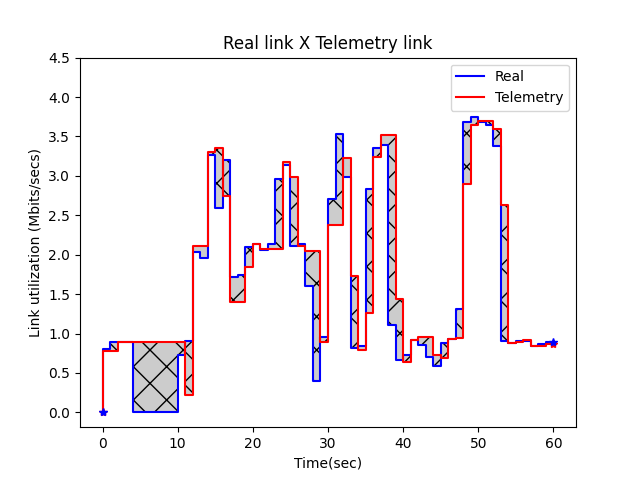 Real link X Telemetry link
Real
Telemetry
Link utilization (Mbits/secs)
4.5
4.0
3.5
3.0
2.5
2.0
1.5
1.0
0.5
0.0
0 10 20 30 40 50 60
Time(sec)